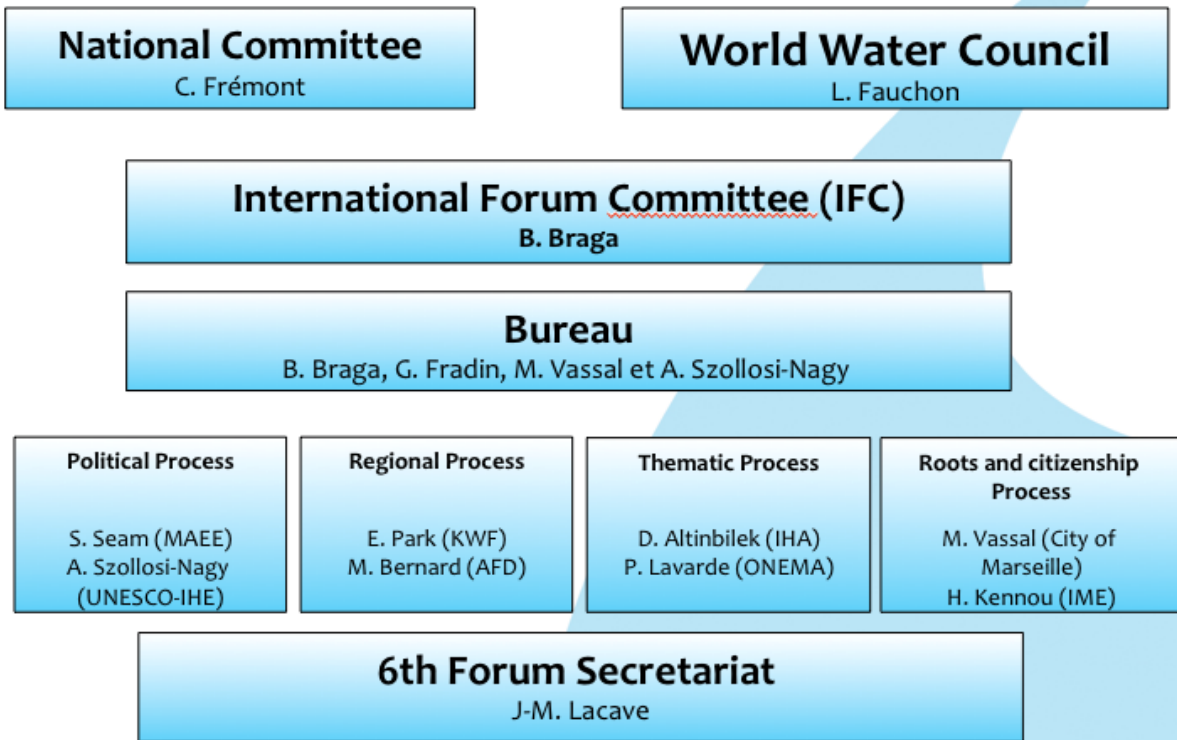 National Committee
C. Frémont
World Water Council
L. Fauchon
International Forum Committee (IFC)
B. Braga
Bureau
B. Braga, G. Fradin, M. Vassal et A. Szollosi-Nagy
Political Process
S. Seam (MAEE)
A. Szollosi-Nagy
(UNESCO-IHE)
Regional Process
E. Park (KWF)
M. Bernard (AFD)
Thematic Process
D. Altinbilek (IHA)
P. Lavarde (ONEMA)
Roots and citizenship
Process
M. Vassal (City of
Marseille)
H. Kennou (IME)
6th Forum Secretariat
J-M. Lacave